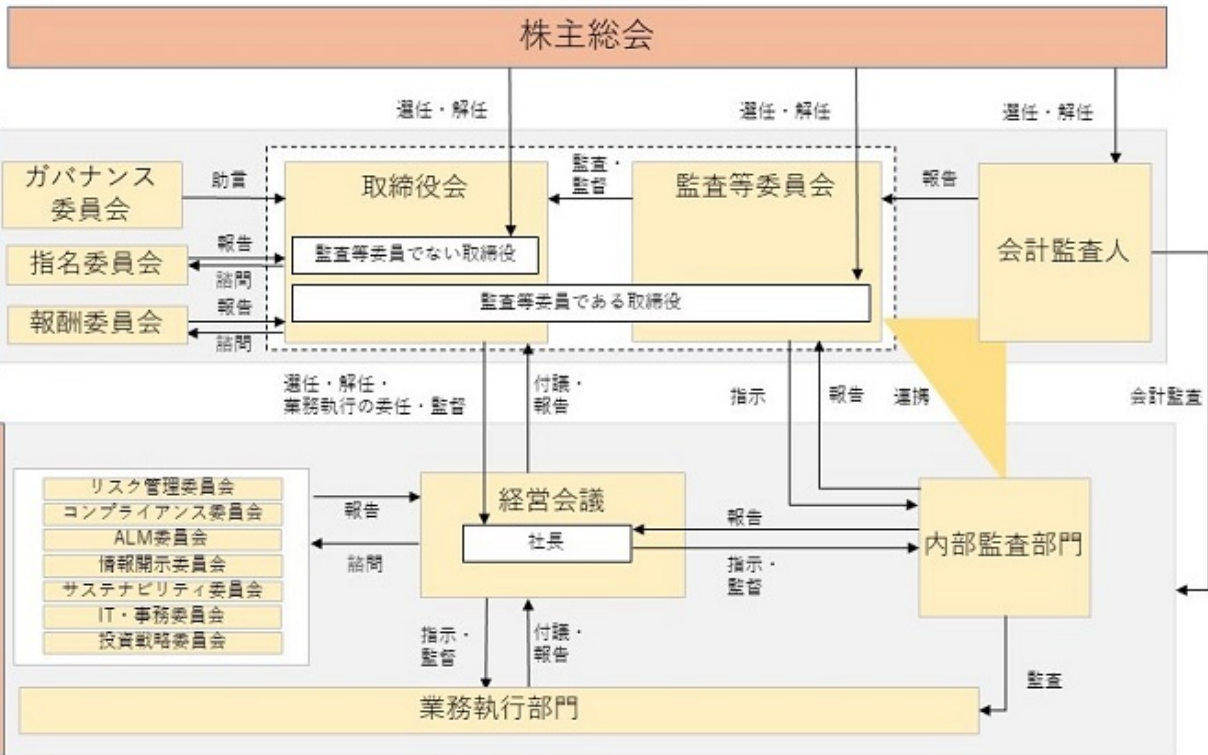 株主総会
選任・解任
選任・解任
選任・解任
ガバナンス
委員会
助言
取締役会
監査・
監督
監査等委員会
報告
会計監査人
指名委員会
報告
諮問
監査等委員でない取締役
報酬委員会
報告
諮問
監査等委員である取締役
選任・解任・
業務執行の委任・監督
付議・
報告
指示
報告
連携
会計監査
リスク管理委員会
コンプライアンス委員会
ALM委員会
情報開示委員会
サステナビリティ委員会
IT・事務委員会
投資戦略委員会
報告
諮問
経営会議
社長
報告
指示・
監督
内部監査部門
指示・
監督
付議・
報告
監査
業務執行部門